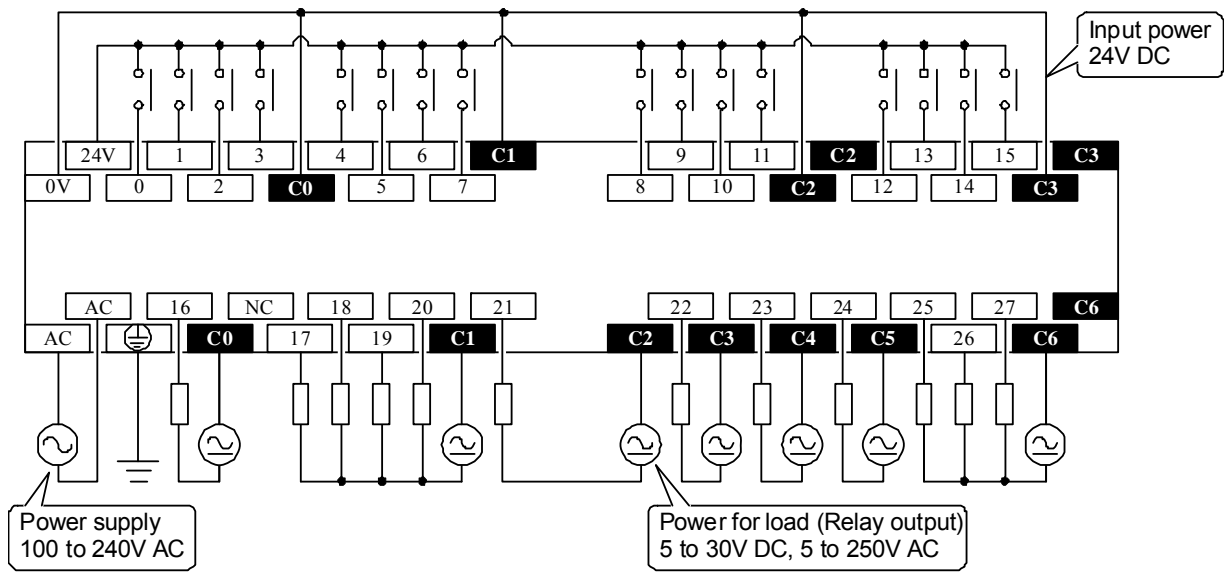 Input power
24V DC
24V 1 3 4 6 C1 9 11 C2 13 15 C3
0V 0 2 C0 5 7 8 10 C2 12 14 C3
AC 16 NC 18 20 21 22 23 24 25 27 C6
AC C0 17 19 C1 C2 C3 C4 C5 26 C6
Power supply
100 to 240V AC
Power for load (Relay output)
5 to 30V DC, 5 to 250V AC